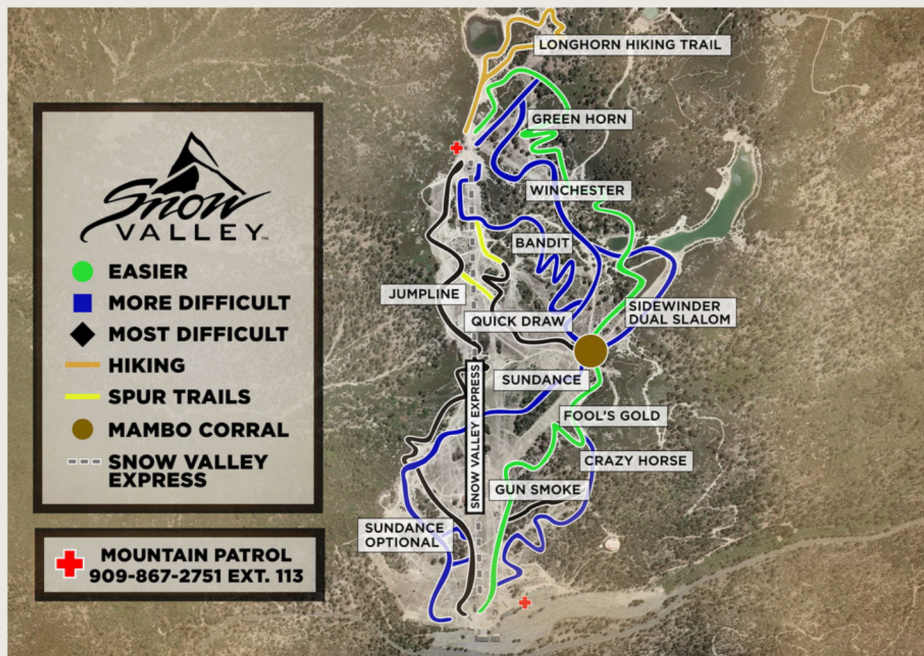 Snow
VALLEY™
EASIER
MORE DIFFICULT
MOST DIFFICULT
HIKING
SPUR TRAILS
MAMBO CORRAL
SNOW VALLEY
EXPRESS
MOUNTAIN PATROL
909-867-2751 EXT. 113
LONGHORN HIKING TRAIL
GREEN HORN
WINCHESTER
BANDIT
JUMPLINE
QUICK DRAW
SIDEWINDER
DUAL SLALOM
SUNDANCE
SNOW VALLEY EXPRESS
FOOL'S GOLD
CRAZY HORSE
GUN SMOKE
SUNDANCE
OPTIONAL